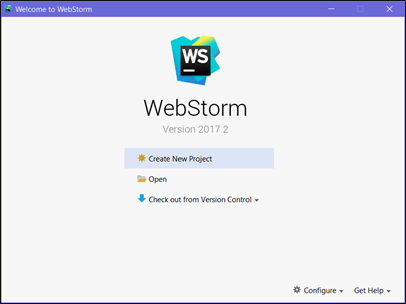 Welcome to WebStorm
WS
WebStorm
Version 2017.2
Create New Project
Open
Check out from Version Control
Configure
Get Help